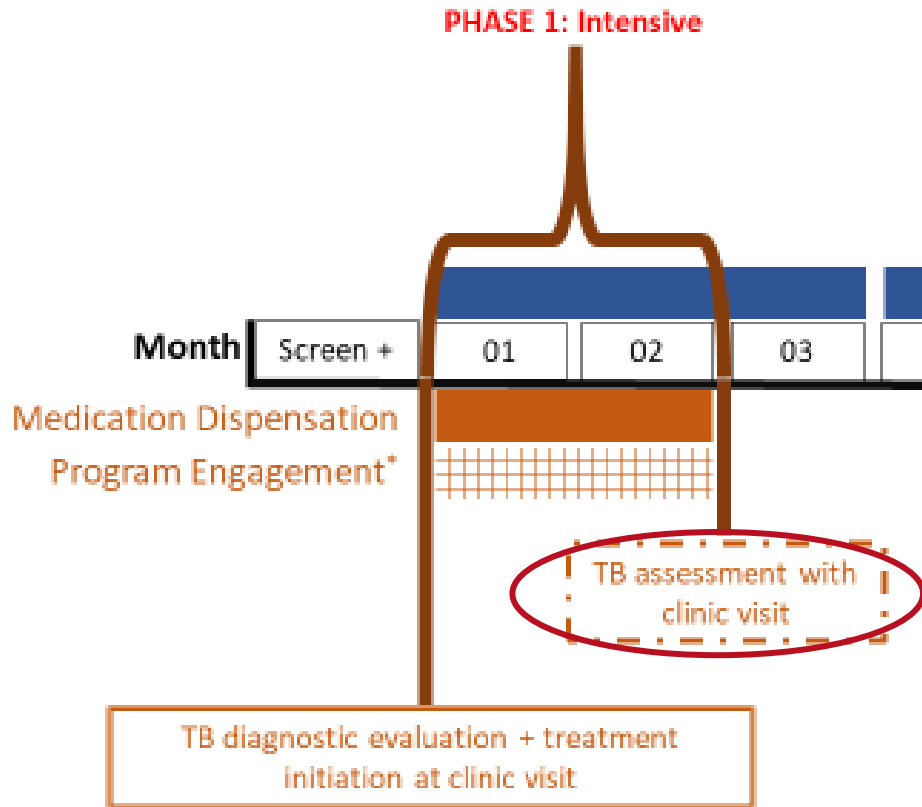 PHASE 1: Intensive
Month
Screen +
01
02
03
Medication Dispensation
Program Engagement*
TB assessment with
clinic visit
TB diagnostic evaluation + treatment
initiation at clinic visit